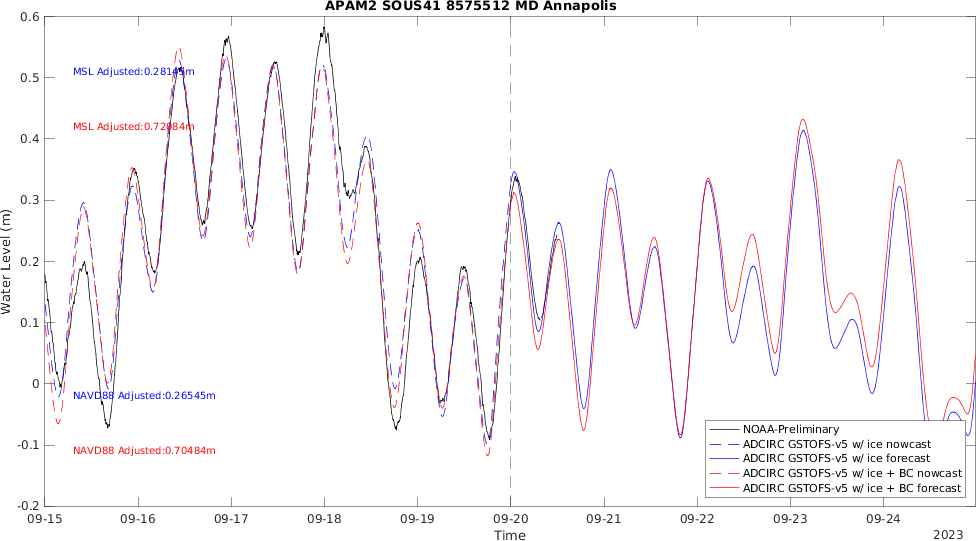 APAM2 SOUS41 8575512 MD Annapolis
0.6
0.5
0.4
0.3
0.2
0.1
0
-0.1
-0.2
Water Level (m)
MSL Adjusted:0.28145m
MSL Adjusted:0.72084m
NAVD88 Adjusted:0.26545m
NAVD88 Adjusted:0.70484m
NOAA-Preliminary
ADCIRC GSTOFS-v5 w/ ice nowcast
ADCIRC GSTOFS-v5 w/ ice forecast
ADCIRC GSTOFS-v5 w/ ice + BC nowcast
ADCIRC GSTOFS-v5 w/ ice + BC forecast
09-15 09-16 09-17 09-18 09-19 09-20 09-21 09-22 09-23 09-24
Time
2023